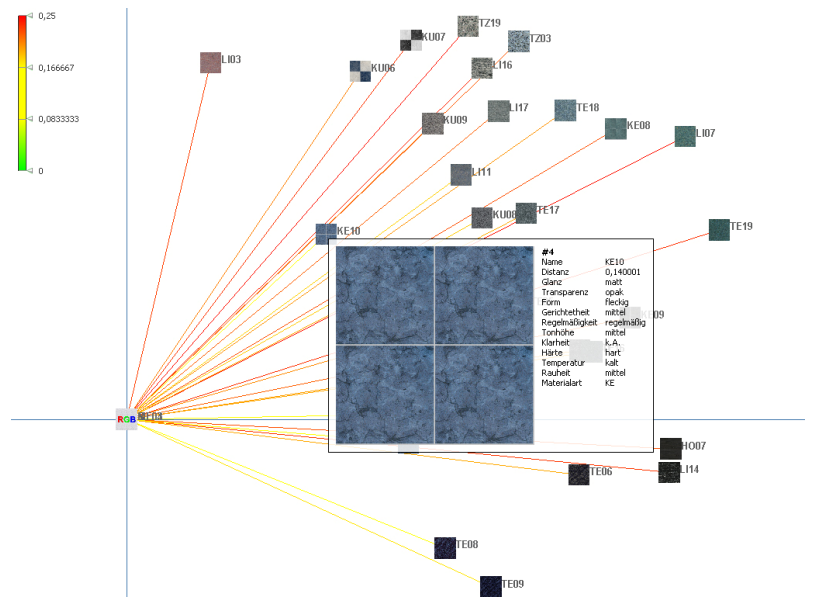 0,25
0,166667
0,0833333
0
TZ19
KU07
TZ03
LI03
LI16
KU06
LI17
TE18
KU09
KE08
LI07
LI11
KU08
TE17
KE10
TE19
#4
Name KE10
Distanz 0,140001
Glanz matt
Transparenz opak
Form fleckig
Gerichtetheit mittel
Regelmäßigkeit regelmäßig
Tonhöhe mittel
Klarheit k.A.
Härte hart
Temperatur kalt
Rauheit mittel
Materialart KE
RGB
HO07
LI14
TE06
TE08
TE09